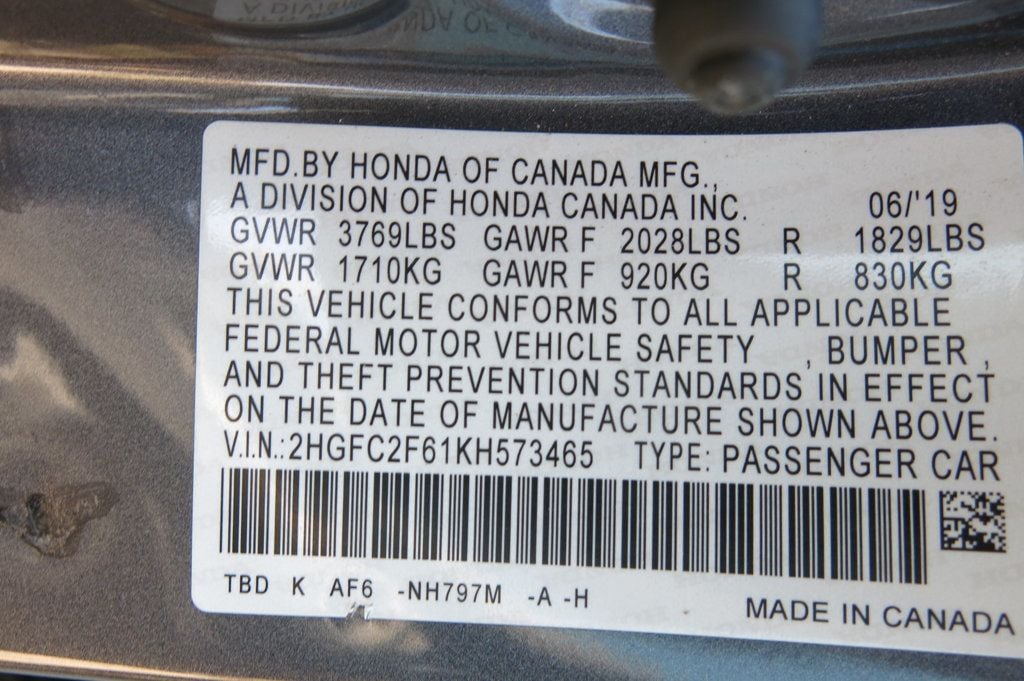 MFD.BY HONDA OF CANADA MFG.,
A DIVISION OF HONDA CANADA INC. 06/'19
GVWR 3769LBS GAWR F 2028LBS R 1829LBS
GVWR 1710KG GAWR F 920KG R 830KG
THIS VEHICLE CONFORMS TO ALL APPLICABLE
FEDERAL MOTOR VEHICLE SAFETY , BUMPER ,
AND THEFT PREVENTION STANDARDS IN EFFECT
ON THE DATE OF MANUFACTURE SHOWN ABOVE.
V.I.N.:2HGFC2F61KH573465 TYPE: PASSENGER CAR
TBD K AF6 -NH797M -A -H
MADE IN CANADA